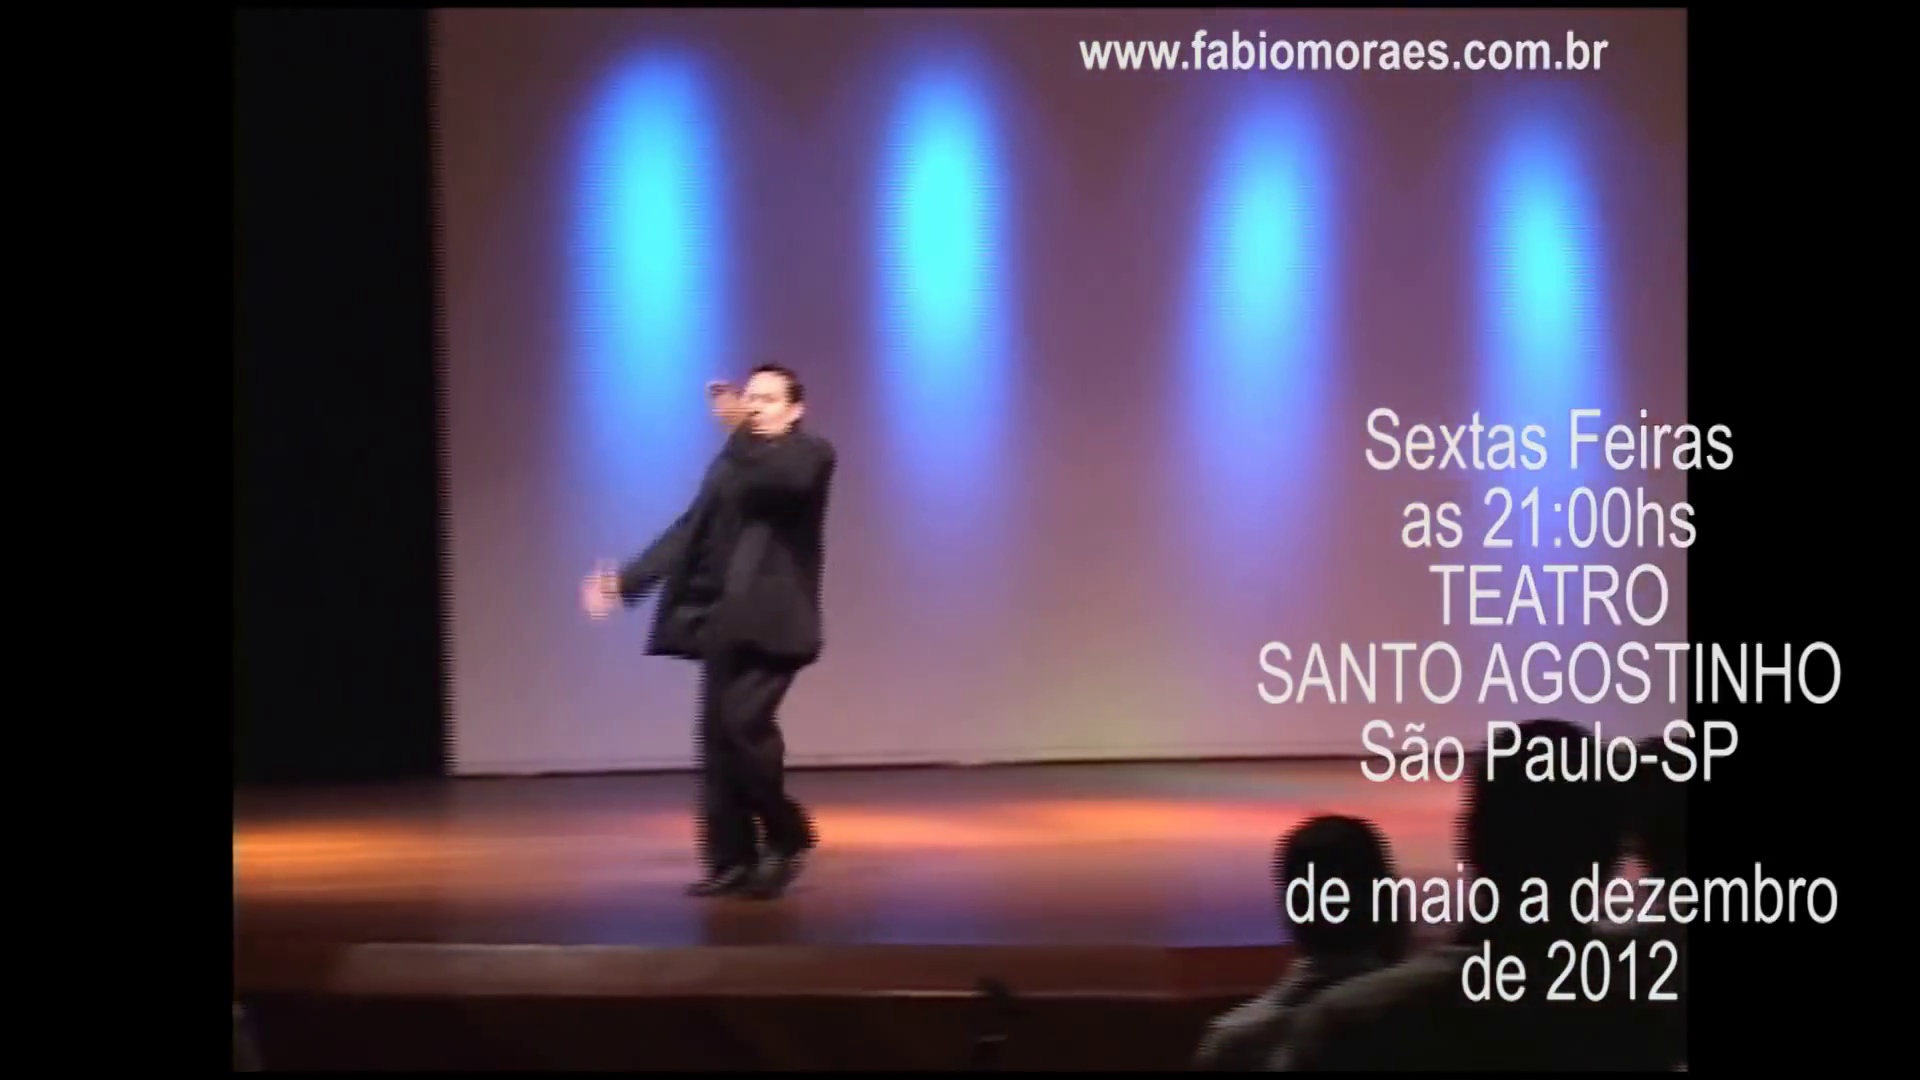 www.fabiomoraes.com.br
Sextas Feiras
as 21:00hs
TEATRO
SANTO AGOSTINHO
São Paulo-SP
de maio a dezembro
de 2012